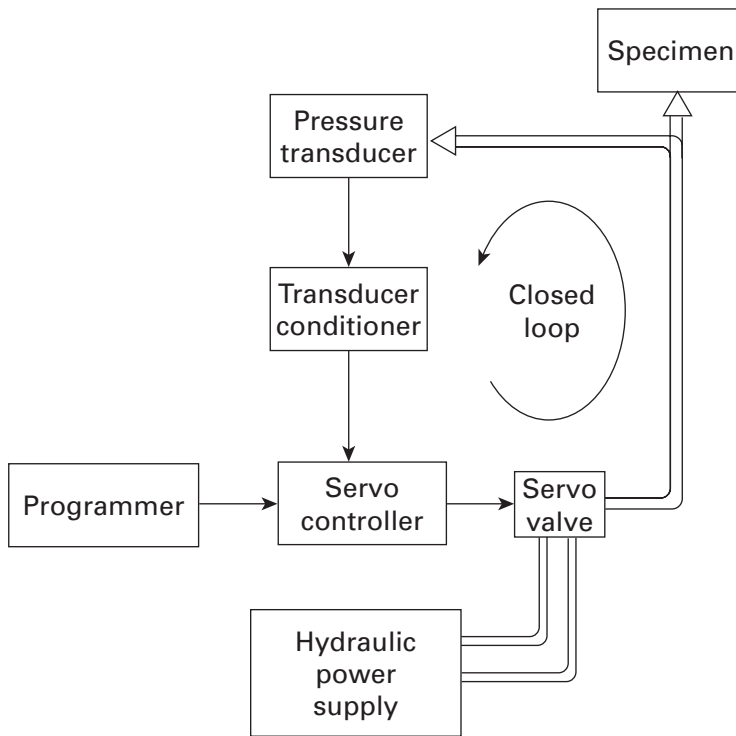 Specimen
Pressure
transducer
Transducer
conditioner
Closed
loop
Programmer
Servo
controller
Servo
valve
Hydraulic
power
supply